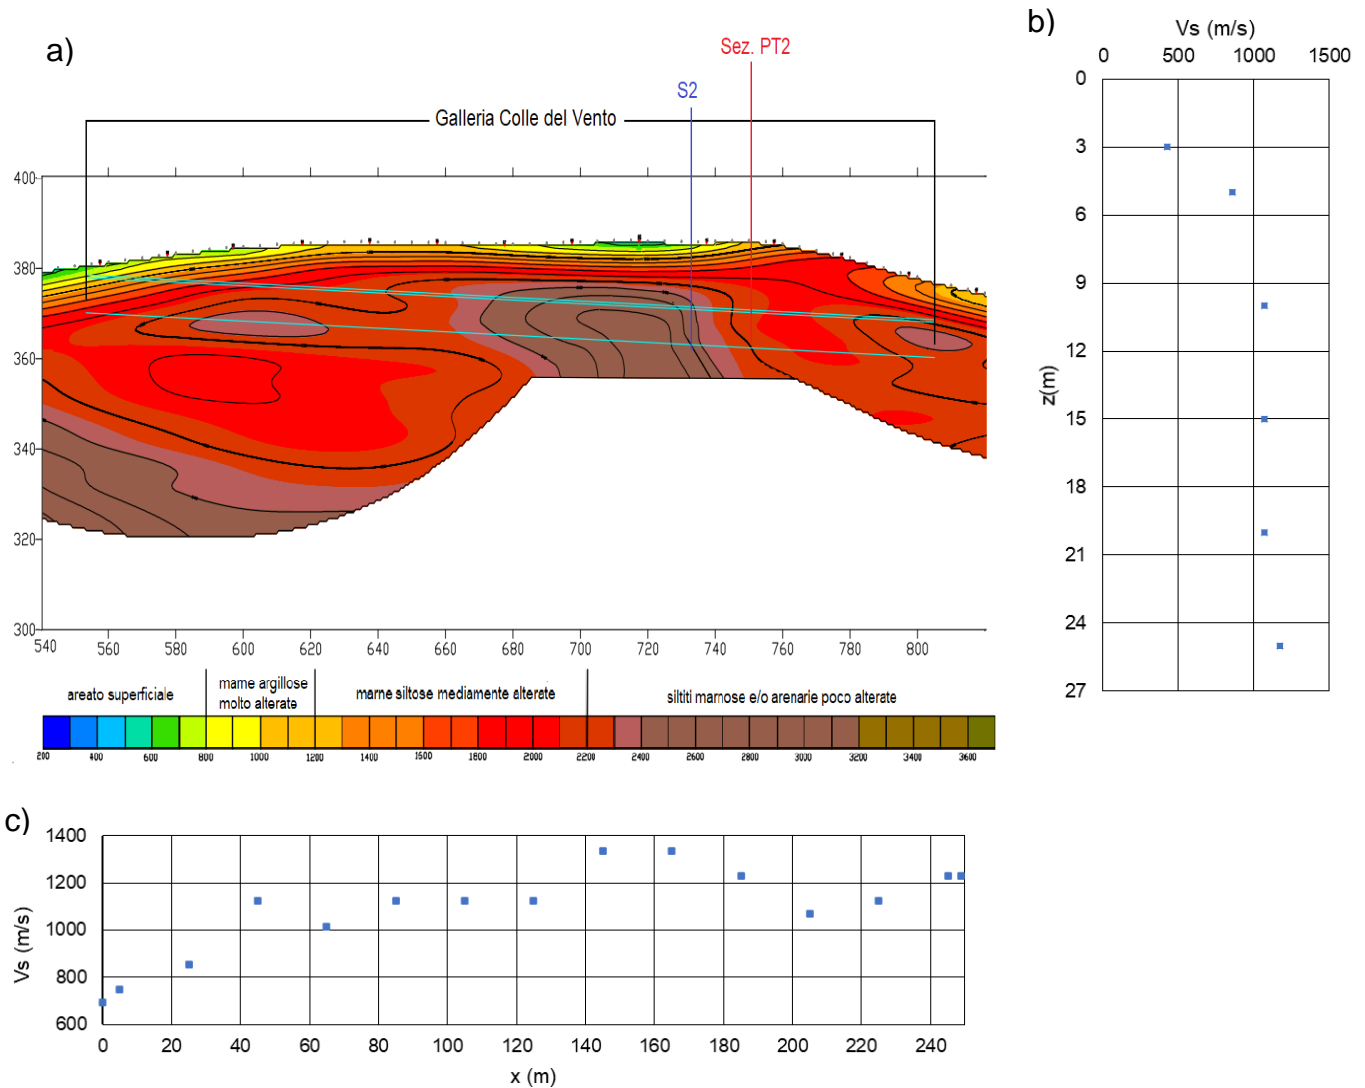 a)
Sez. PT2
S2
Galleria Colle del Vento
400
380
360
340
320
300
540 560 580 600 620 640 660 680 700 720 740 760 780 800
areato superficiale
marne argillose
molto alterate
marne siltose mediamente alterate
siltiti marnose e/o arenarie poco alterate
200 400 600 800 1000 1200 1400 1600 1800 2000 2200 2400 2600 2800 3000 3200 3400 3600
b)
Vs (m/s)
0 500 1000 1500
0
3
6
9
12
15
18
21
24
27
z(m)
c)
1400
1200
1000
800
600
Vs (m/s)
0 20 40 60 80 100 120 140 160 180 200 220 240
x (m)